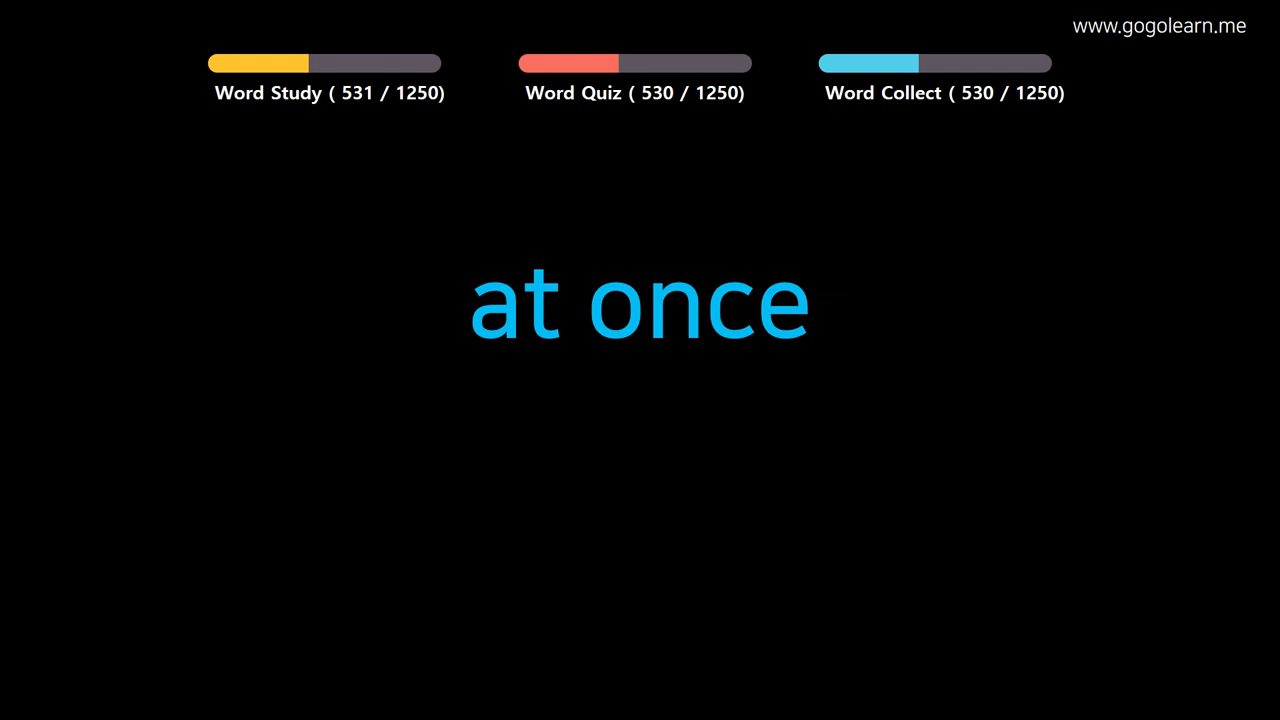 www.gogolearn.me
Word Study ( 531 / 1250)
Word Quiz ( 530 / 1250)
Word Collect ( 530 / 1250)
at once